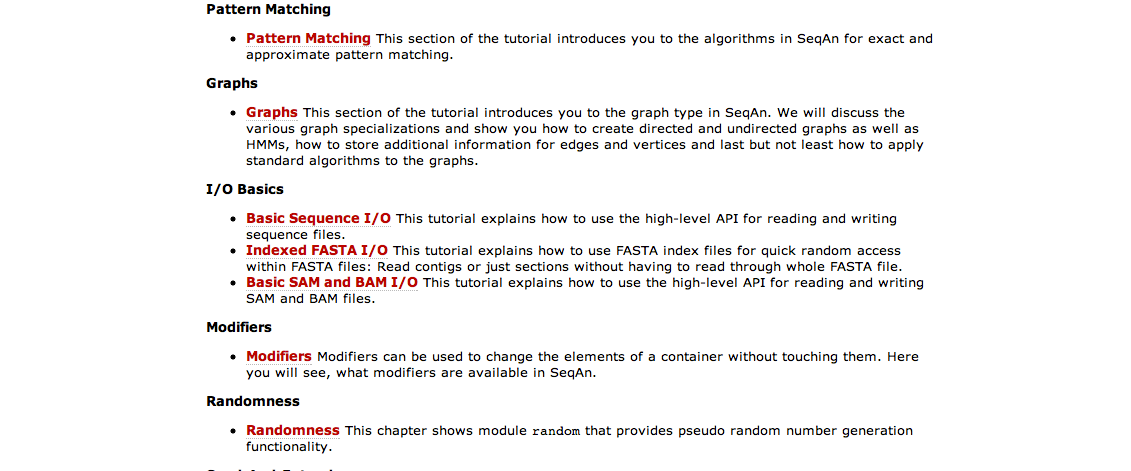 Pattern Matching
• Pattern Matching This section of the tutorial introduces you to the algorithms in SeqAn for exact and
approximate pattern matching.
Graphs
• Graphs This section of the tutorial introduces you to the graph type in SeqAn. We will discuss the
various graph specializations and show you how to create directed and undirected graphs as well as
HMMs, how to store additional information for edges and vertices and last but not least how to apply
standard algorithms to the graphs.
I/O Basics
• Basic Sequence I/O This tutorial explains how to use the high-level API for reading and writing
sequence files.
• Indexed FASTA I/O This tutorial explains how to use FASTA index files for quick random access
within FASTA files: Read contigs or just sections without having to read through whole FASTA file.
• Basic SAM and BAM I/O This tutorial explains how to use the high-level API for reading and writing
SAM and BAM files.
Modifiers
• Modifiers Modifiers can be used to change the elements of a container without touching them. Here
you will see, what modifiers are available in SeqAn.
Randomness
• Randomness This chapter shows module random that provides pseudo random number generation
functionality.